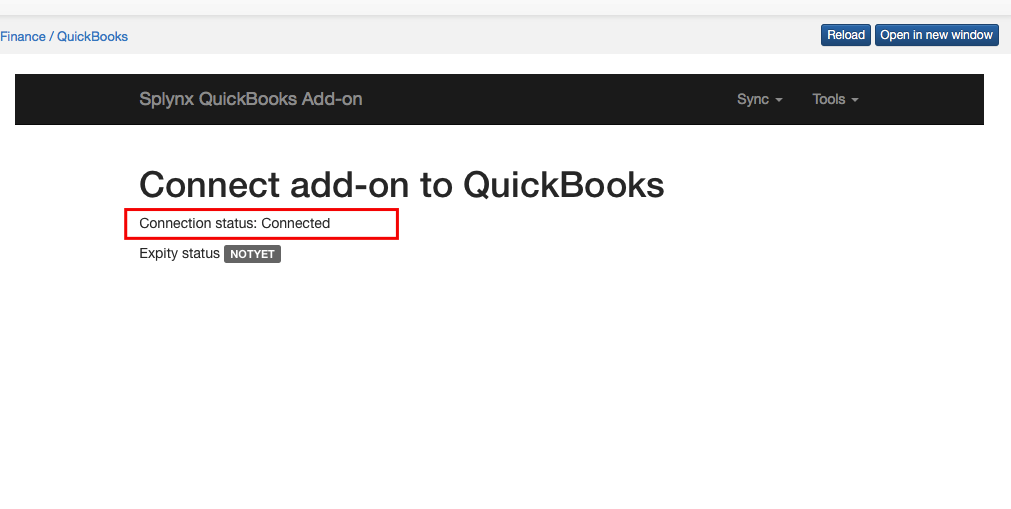 Finance / QuickBooks
Reload
Open in new window
Splynx QuickBooks Add-on
Sync
Tools
Connect add-on to QuickBooks
Connection status: Connected
Expity status NOTYET